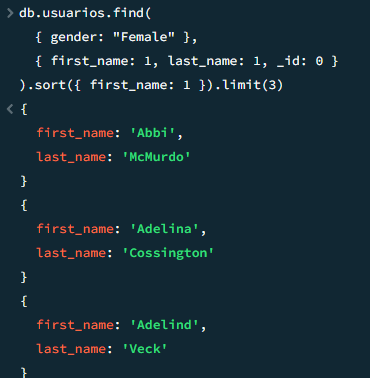 > db.usuarios.find(
{ gender: "Female" },
{ first_name: 1, last_name: 1, _id: 0 }
).sort({ first_name: 1 }).limit(3)
< {
first_name: 'Abbi',
last_name: 'McMurdo'
}
{
first_name: 'Adelina',
last_name: 'Cossington'
}
{
first_name: 'Adelind',
last_name: 'Veck'
}